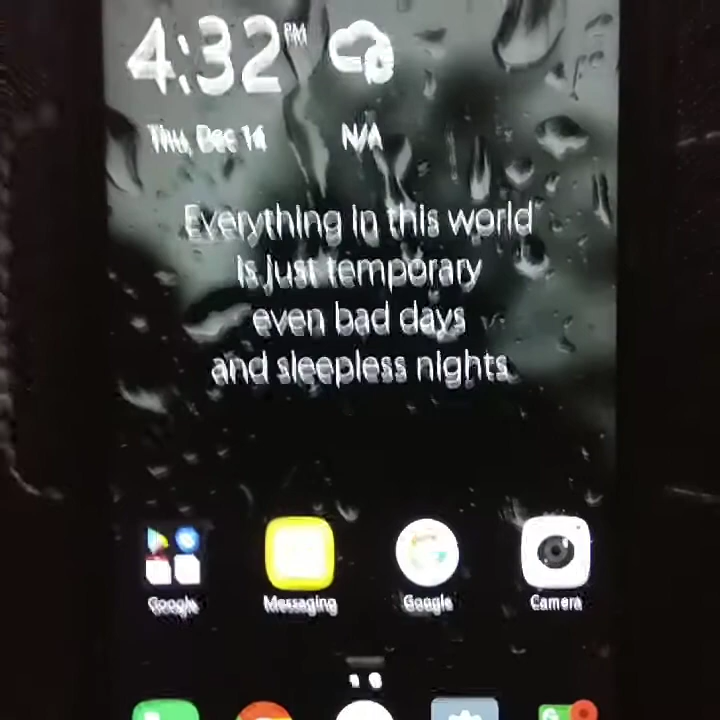 4:32 PM
Thu, Dec 14
N/A
Everything in this world
is just temporary
even bad days
and sleepless nights
Google
Messaging
Google
Camera